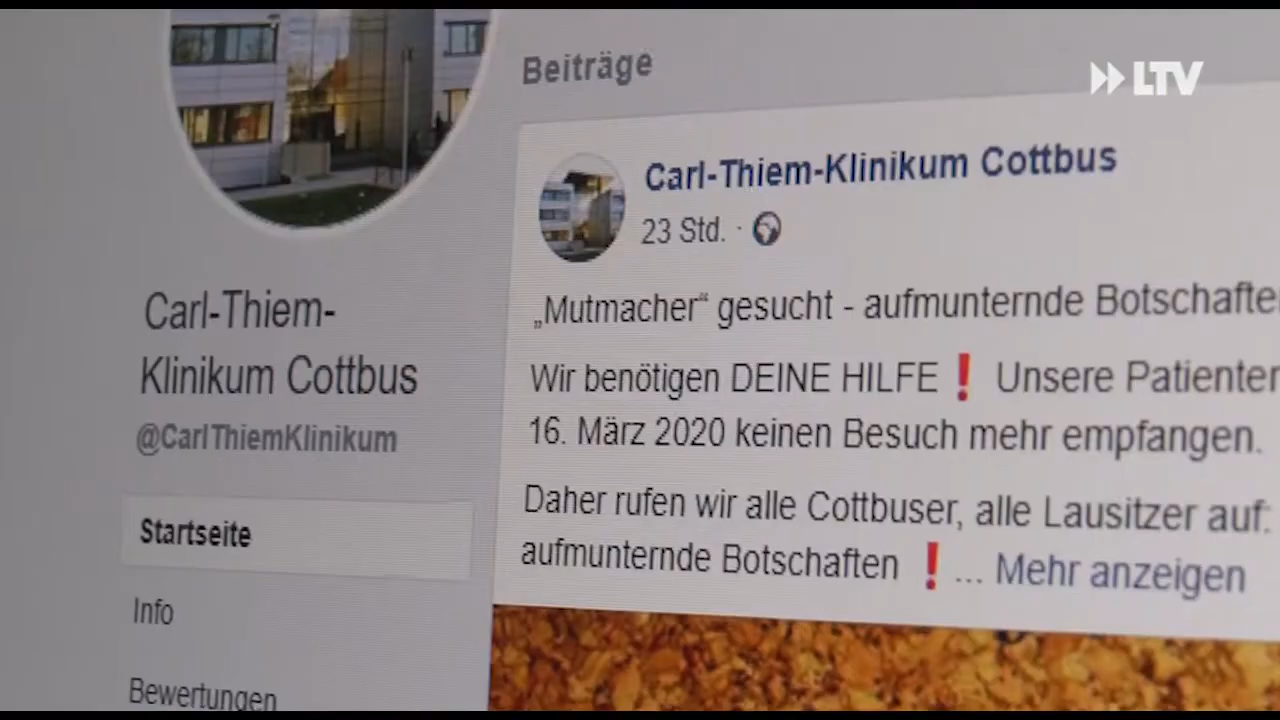 LTV
Beiträge
Carl-Thiem-Klinikum Cottbus
23 Std. ·
„Mutmacher“ gesucht - aufmunternde Botschafte
Wir benötigen DEINE HILFE❗ Unsere Patienten
16. März 2020 keinen Besuch mehr empfangen.
Daher rufen wir alle Cottbuser, alle Lausitzer auf:
aufmunternde Botschaften ❗... Mehr anzeigen
Carl-Thiem-
Klinikum Cottbus
@CarlThiemKlinikum
Startseite
Info
Bewertungen